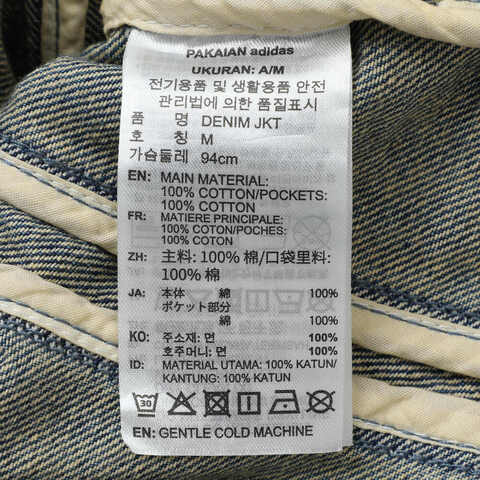 PAKAIAN adidas
UKURAN: A/M
전기용품 및 생활용품 안전
관리법에 의한 품질표시
품 명 DENIM JKT
호 칭 M
가슴둘레 94cm
EN: MAIN MATERIAL:
100% COTTON/POCKETS:
100% COTTON
FR: MATIERE PRINCIPALE:
100% COTON/POCHES:
100% COTON
ZH: 主料: 100% 棉/口袋里料:
100% 棉
JA: 本体 綿 100%
ポケット部分
綿 100%
KO: 주소재: 면 100%
호주머니: 면 100%
ID: MATERIAL UTAMA: 100% KATUN/
KANTUNG: 100% KATUN
30
EN: GENTLE COLD MACHINE